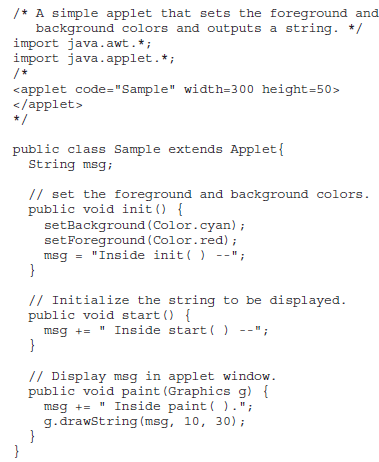 /* A simple applet that sets the foreground and
   background colors and outputs a string. */
import java.awt.*;
import java.applet.*;
/*
<applet code="Sample" width=300 height=50>
</applet>
*/

public class Sample extends Applet{
  String msg;

  // set the foreground and background colors.
  public void init() {
    setBackground(Color.cyan);
    setForeground(Color.red);
    msg = "Inside init( ) --";
  }

  // Initialize the string to be displayed.
  public void start() {
    msg += " Inside start( ) --";
  }

  // Display msg in applet window.
  public void paint(Graphics g) {
    msg += " Inside paint( ).";
    g.drawString(msg, 10, 30);
  }
}